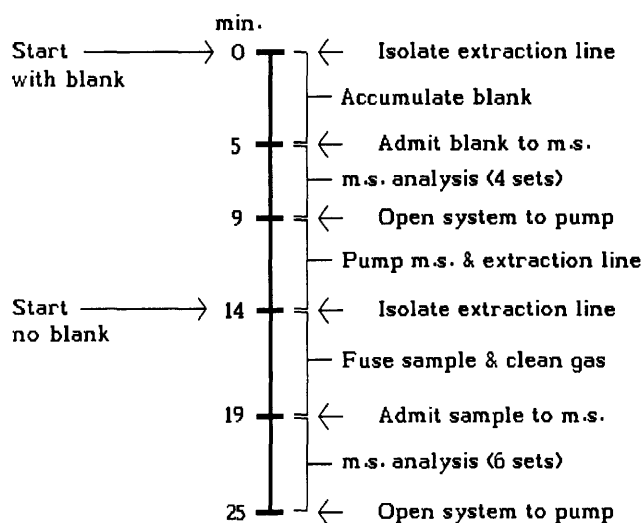 min.
Start 0 Isolate extraction line
with blank
Accumulate blank
5 Admit blank to m.s.
m.s. analysis (4 sets)
9 Open system to pump
Pump m.s. & extraction line
Start 14 Isolate extraction line
no blank
Fuse sample & clean gas
19 Admit sample to m.s.
m.s. analysis (6 sets)
25 Open system to pump